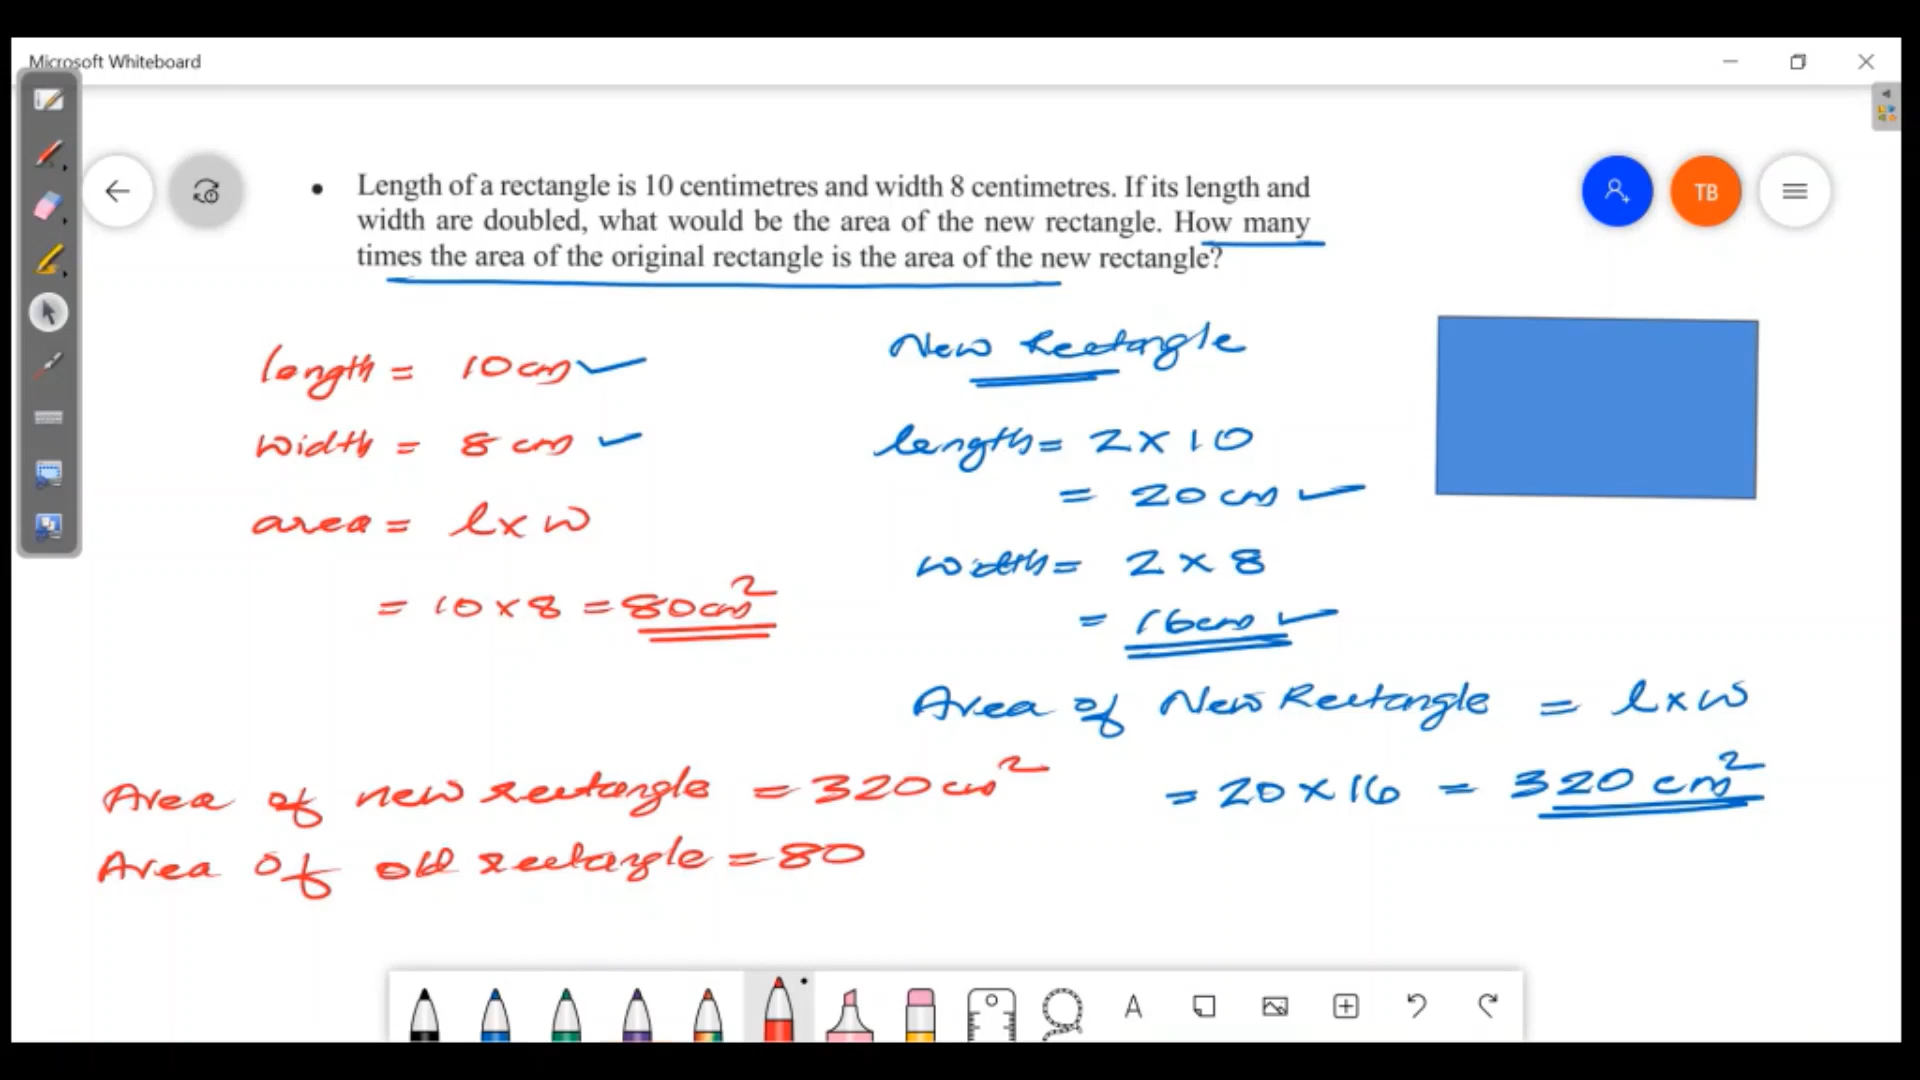 Microsoft Whiteboard
TB
• Length of a rectangle is 10 centimetres and width 8 centimetres. If its length and
width are doubled, what would be the area of the new rectangle. How many
times the area of the original rectangle is the area of the new rectangle?
length = 10cm
width = 8 cm
area = l x w
= 10 x 8 = 80cm²
New Rectangle
length = 2 x 10
= 20 cm
width = 2 x 8
= 16cm
Area of New Rectangle = l x w
= 20 x 16 = 320 cm²
Area of new rectangle = 320 cm²
Area of old rectangle = 80
A